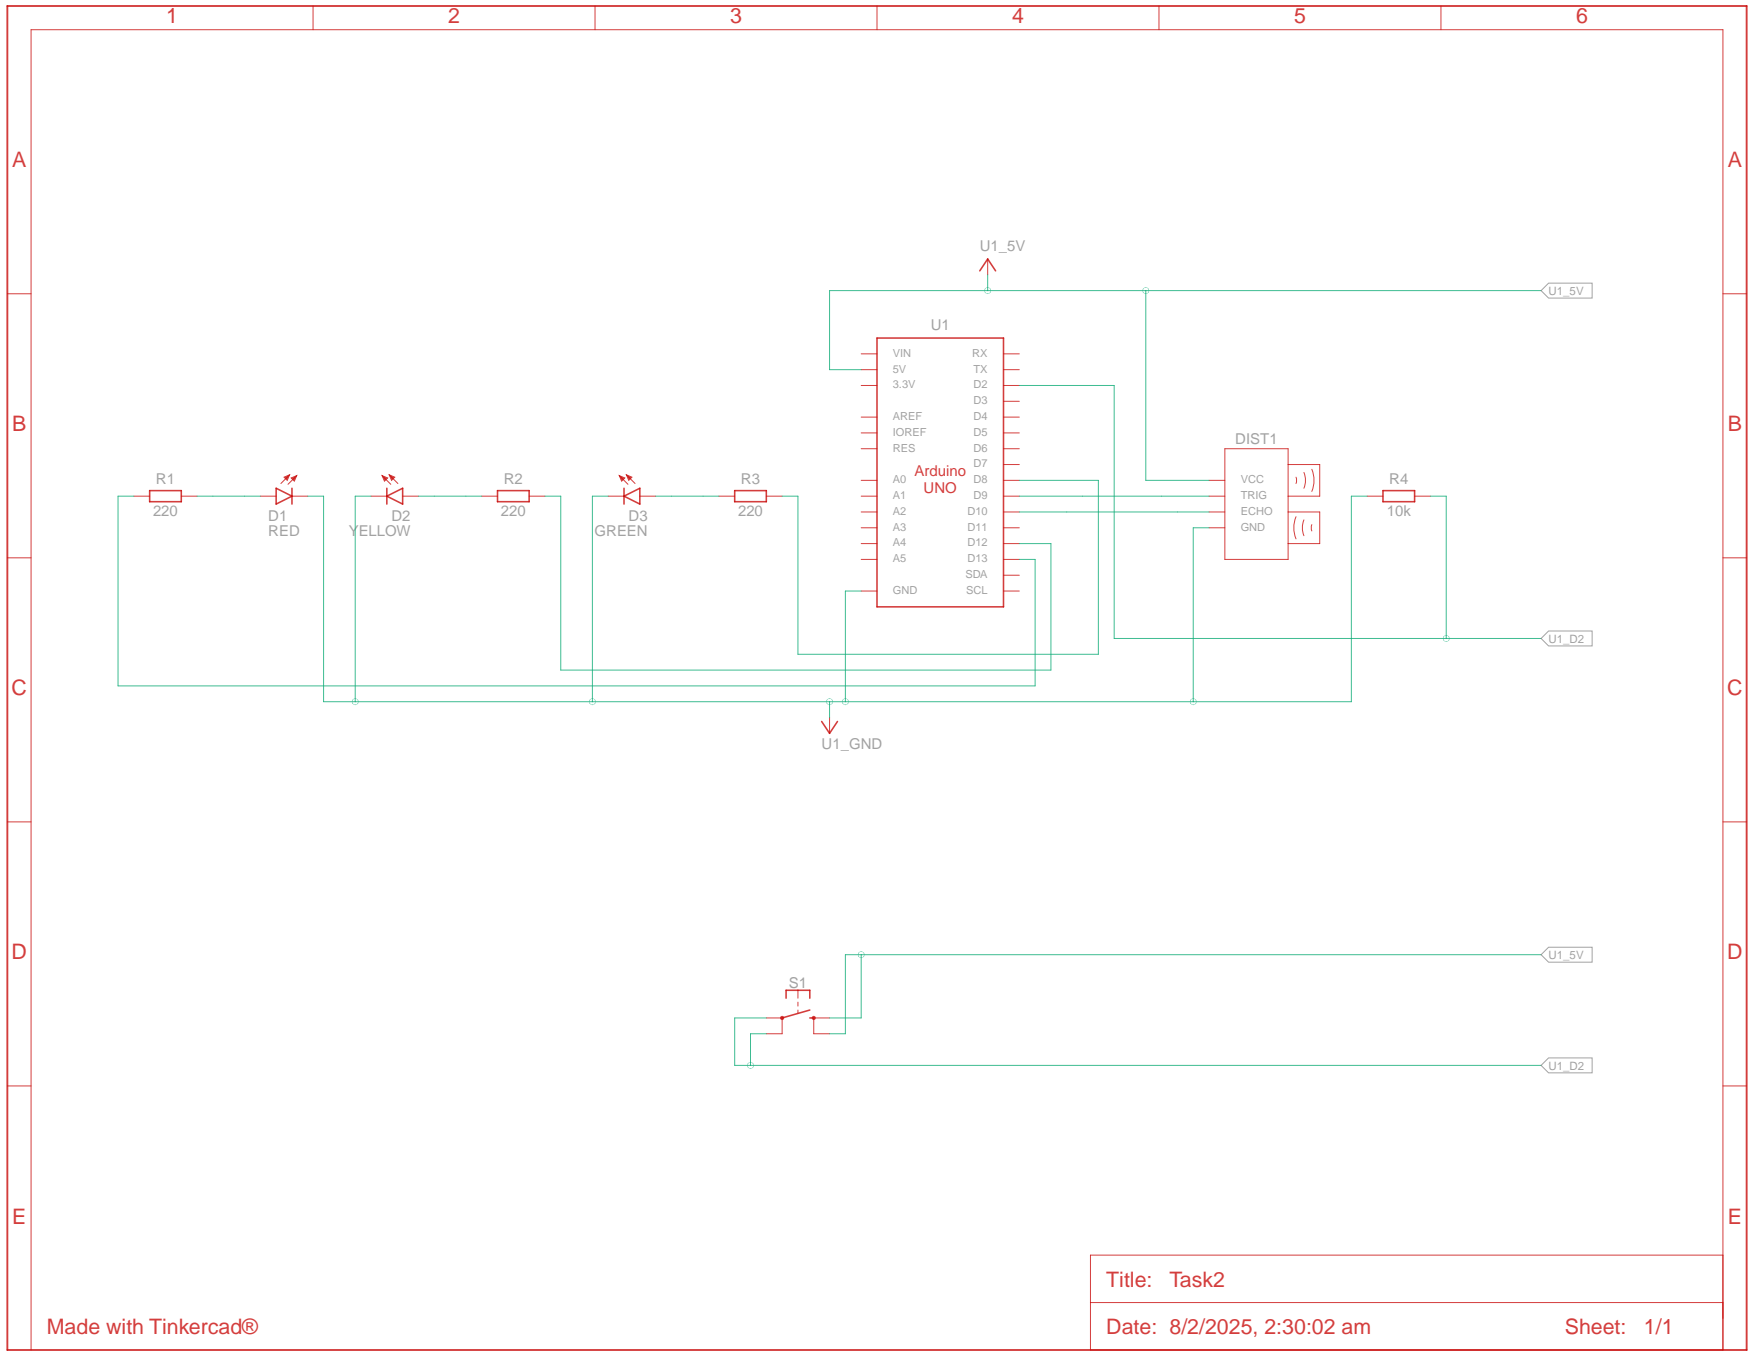 1 2 3 4 5 6
A A
U1_5V
U1_5V
U1
VIN RX
5V TX
3.3V D2
D3
B AREF D4 B
IOREF D5
DIST1
RES D6
D7
Arduino
R1 R2 R3 A0 D8 VCC R4
UNO
A1 D9 TRIG
220 D1 D2 220 D3 220 A2 D10 ECHO 10k
RED YELLOW GREEN A3 D11 GND
A4 D12
A5 D13
SDA
GND SCL
U1_D2
C C
U1_GND
D U1_5V D
S1
U1_D2
E E
Title: Task2
Made with Tinkercad® Date: 8/2/2025, 2:30:02 am Sheet: 1/1